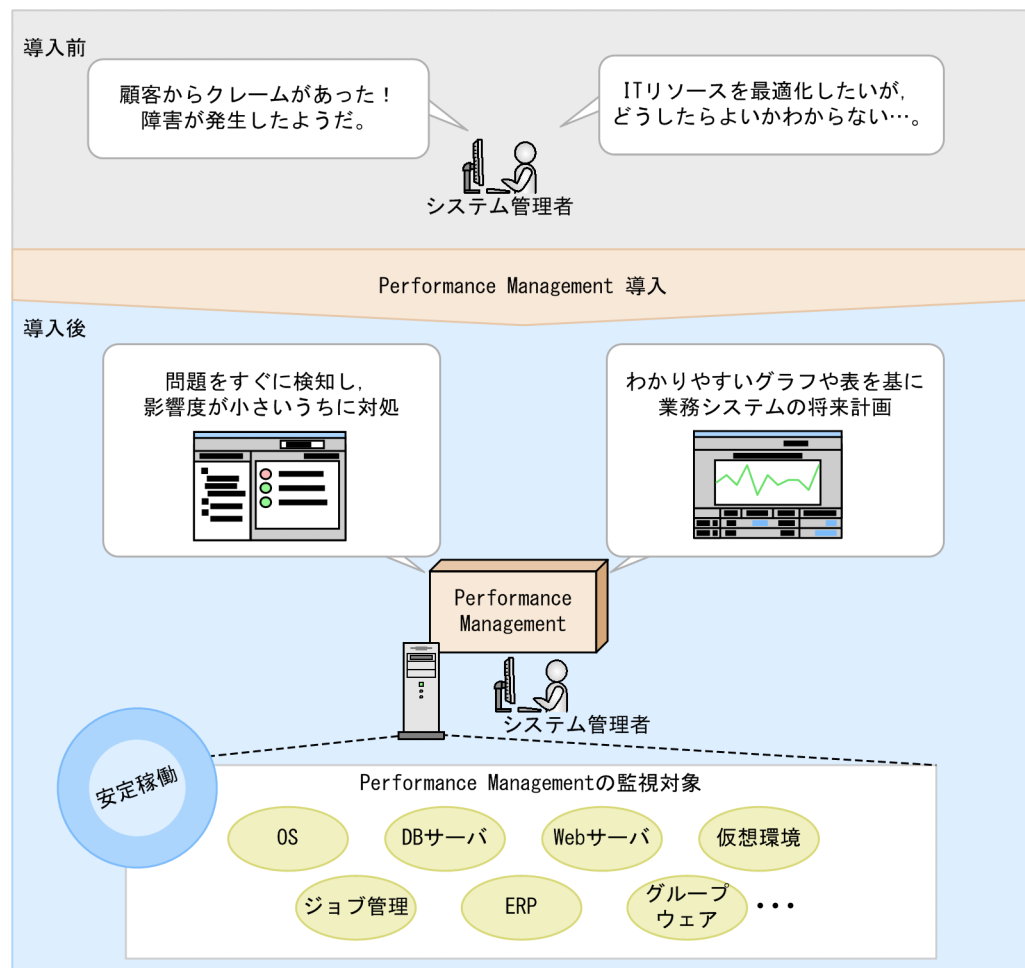 導入前
顧客からクレームがあった！
障害が発生したようだ。
ITリソースを最適化したいが，
どうしたらよいかわからない…。
システム管理者
Performance Management 導入
導入後
問題をすぐに検知し，
影響度が小さいうちに対処
わかりやすいグラフや表を基に
業務システムの将来計画
Performance
Management
システム管理者
安定稼働
Performance Managementの監視対象
OS
DBサーバ
Webサーバ
仮想環境
ジョブ管理
ERP
グループ
ウェア
･･･